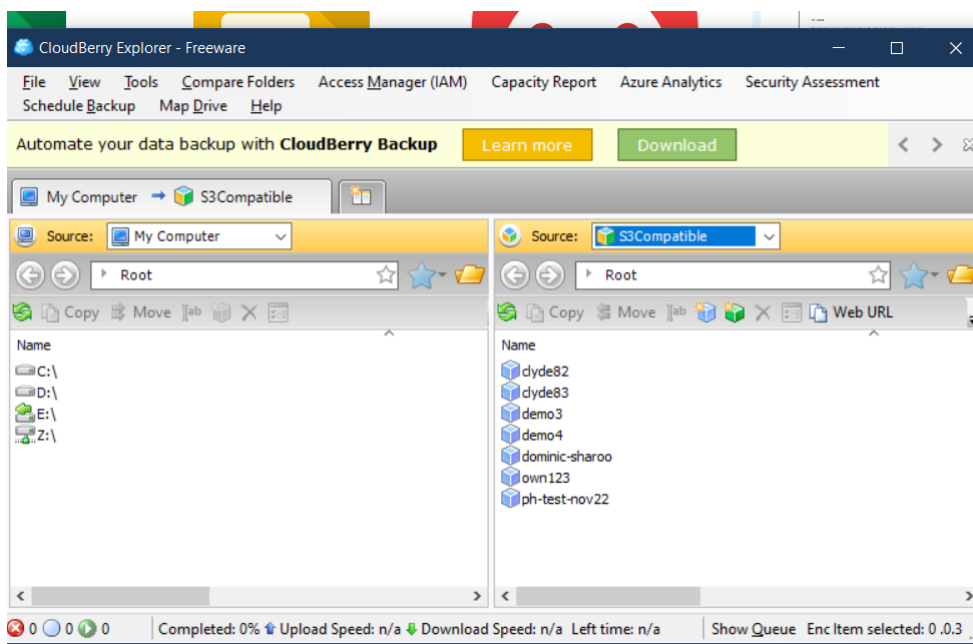 CloudBerry Explorer - Freeware
File View Tools Compare Folders Access Manager (IAM) Capacity Report Azure Analytics Security Assessment
Schedule Backup Map Drive Help
Automate your data backup with CloudBerry Backup Learn more Download
My Computer S3Compatible
Source: My Computer
Root
Copy Move ab
Name
C:\
D:\
E:\
Z:\
Source: S3Compatible
Root
Copy Move ab Web URL
Name
clyde82
clyde83
demo3
demo4
dominic-sharoo
own123
ph-test-nov22
0 0 0 Completed: 0% Upload Speed: n/a Download Speed: n/a Left time: n/a Show Queue Enc Item selected: 0 .0.3